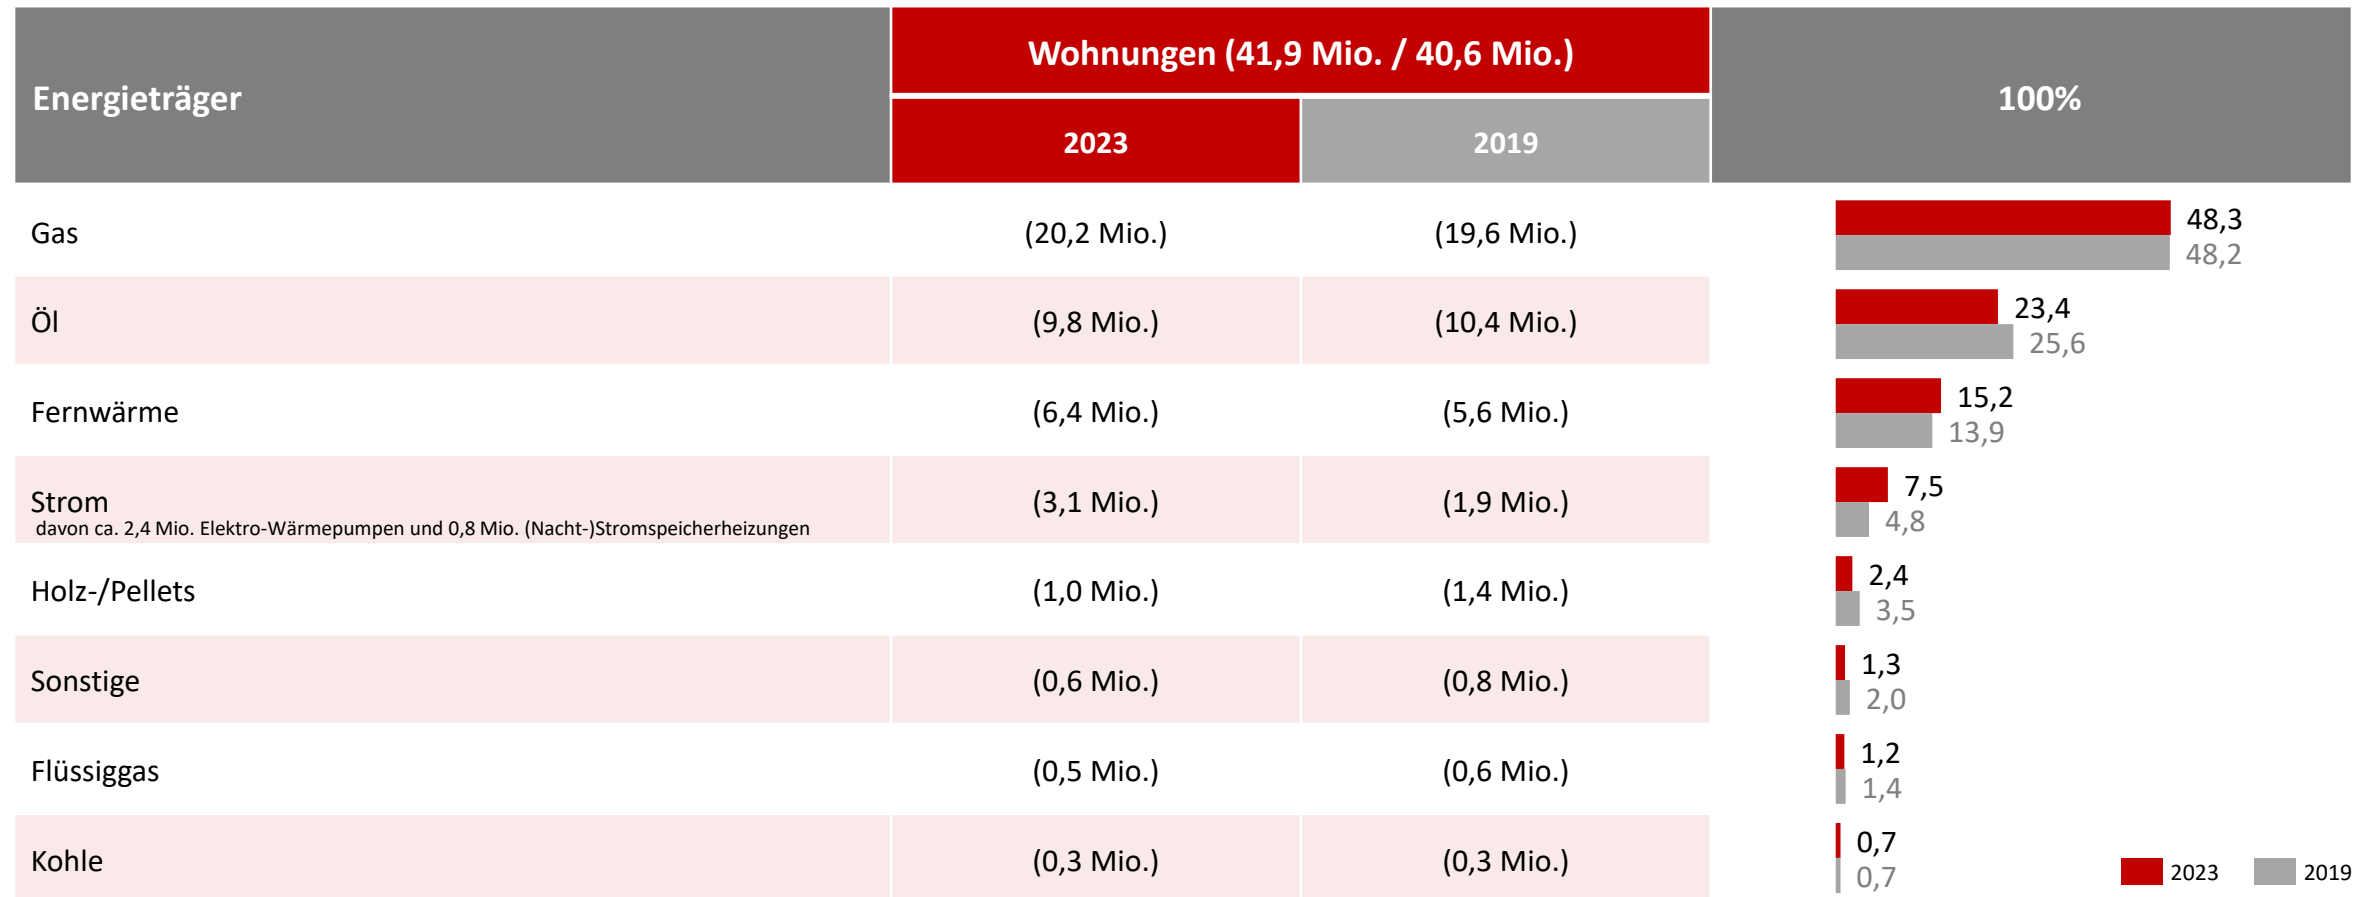 Energieträger
Wohnungen (41,9 Mio. / 40,6 Mio.)
2023
2019
100%
Gas
(20,2 Mio.)
(19,6 Mio.)
48,3
48,2
Öl
(9,8 Mio.)
(10,4 Mio.)
23,4
25,6
Fernwärme
(6,4 Mio.)
(5,6 Mio.)
15,2
13,9
Strom
davon ca. 2,4 Mio. Elektro-Wärmepumpen und 0,8 Mio. (Nacht-)Stromspeicherheizungen
(3,1 Mio.)
(1,9 Mio.)
7,5
4,8
Holz-/Pellets
(1,0 Mio.)
(1,4 Mio.)
2,4
3,5
Sonstige
(0,6 Mio.)
(0,8 Mio.)
1,3
2,0
Flüssiggas
(0,5 Mio.)
(0,6 Mio.)
1,2
1,4
Kohle
(0,3 Mio.)
(0,3 Mio.)
0,7
0,7
2023
2019